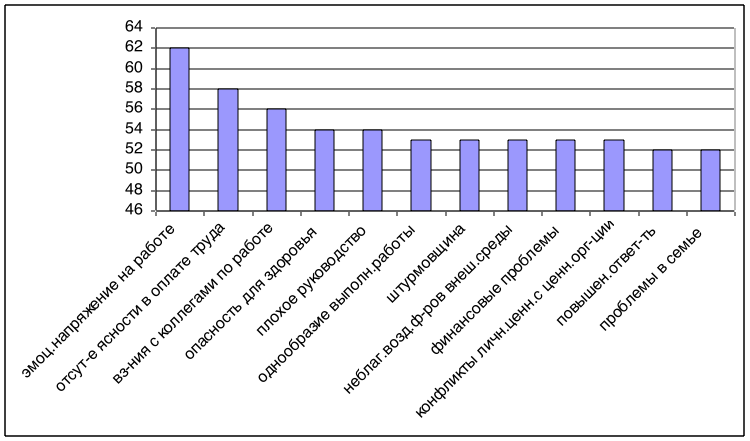 64
62
60
58
56
54
52
50
48
46
эмоц.напряжение на работе
отсут-е ясности в оплате труда
вз-ния с коллегами по работе
опасность для здоровья
плохое руководство
однообразие выполн.работы
штурмовщина
неблаг.возд.ф-ров внеш.среды
финансовые проблемы
конфликты личн.ценн.с ценн.орг-ции
повышен.ответ-ть
проблемы в семье